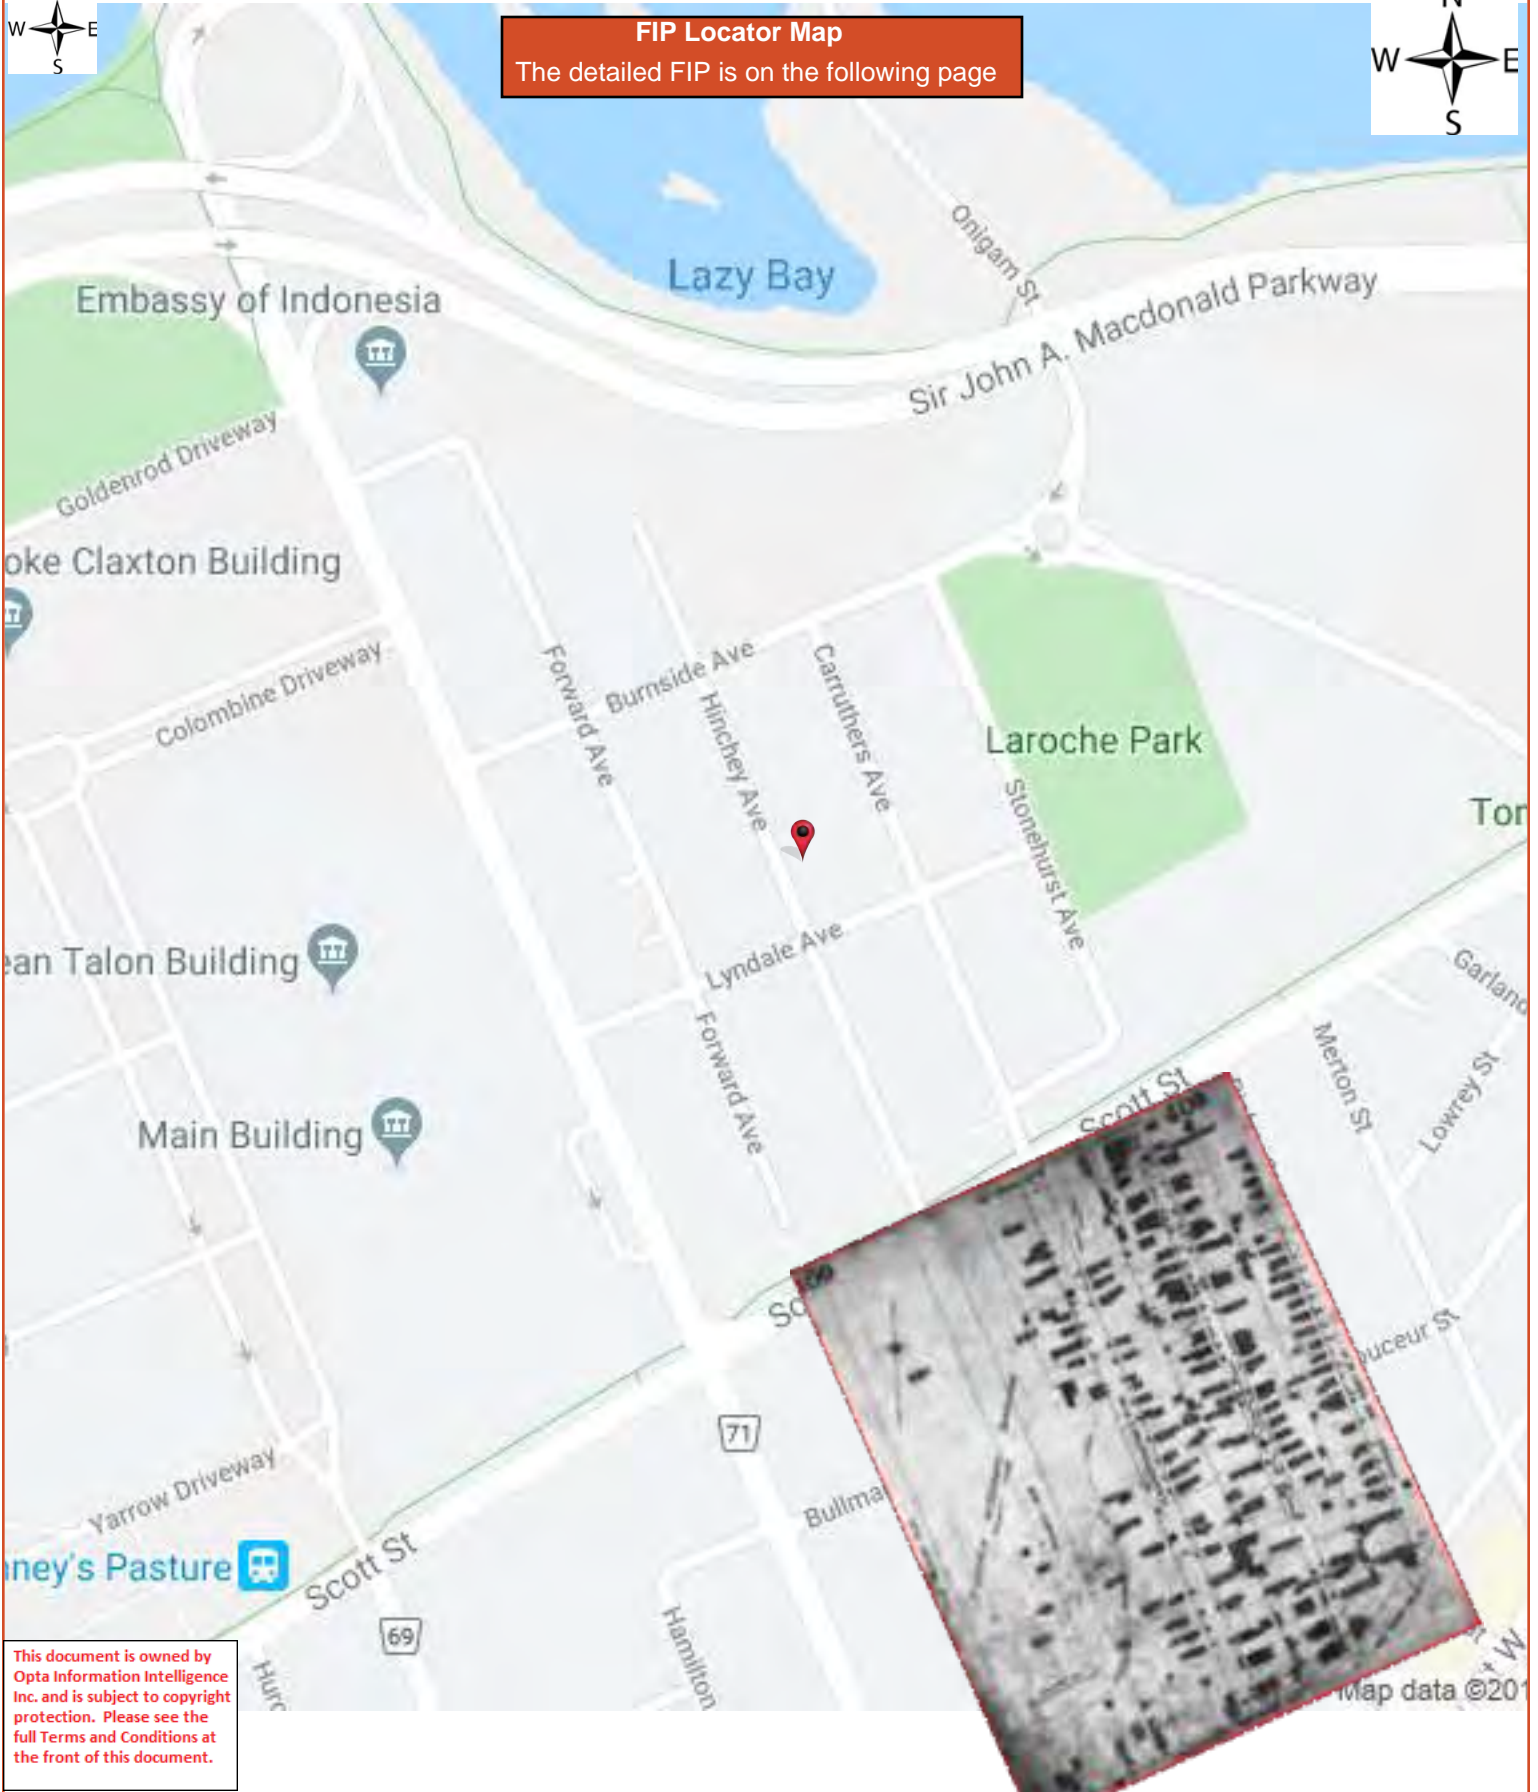 W E
S
FIP Locator Map
The detailed FIP is on the following page
N
W E
S
Onigam St
Lazy Bay
Embassy of Indonesia
Sir John A. Macdonald Parkway
Goldenrod Driveway
oke Claxton Building
Colombine Driveway
Forward Ave
Burnside Ave
Hinchey Ave
Carruthers Ave
Laroche Park
Stonehurst Ave
Tor
ean Talon Building
Lyndale Ave
Garland
Forward Ave
Merton St
Lowrey St
Main Building
Scott St
409
Sc
ouceur St
71
Yarrow Driveway
Bullma
nney's Pasture
Scott St
69
Hamilton
Hurc
st
t W
Map data ©201
This document is owned by
Opta Information Intelligence
Inc. and is subject to copyright
protection. Please see the
full Terms and Conditions at
the front of this document.